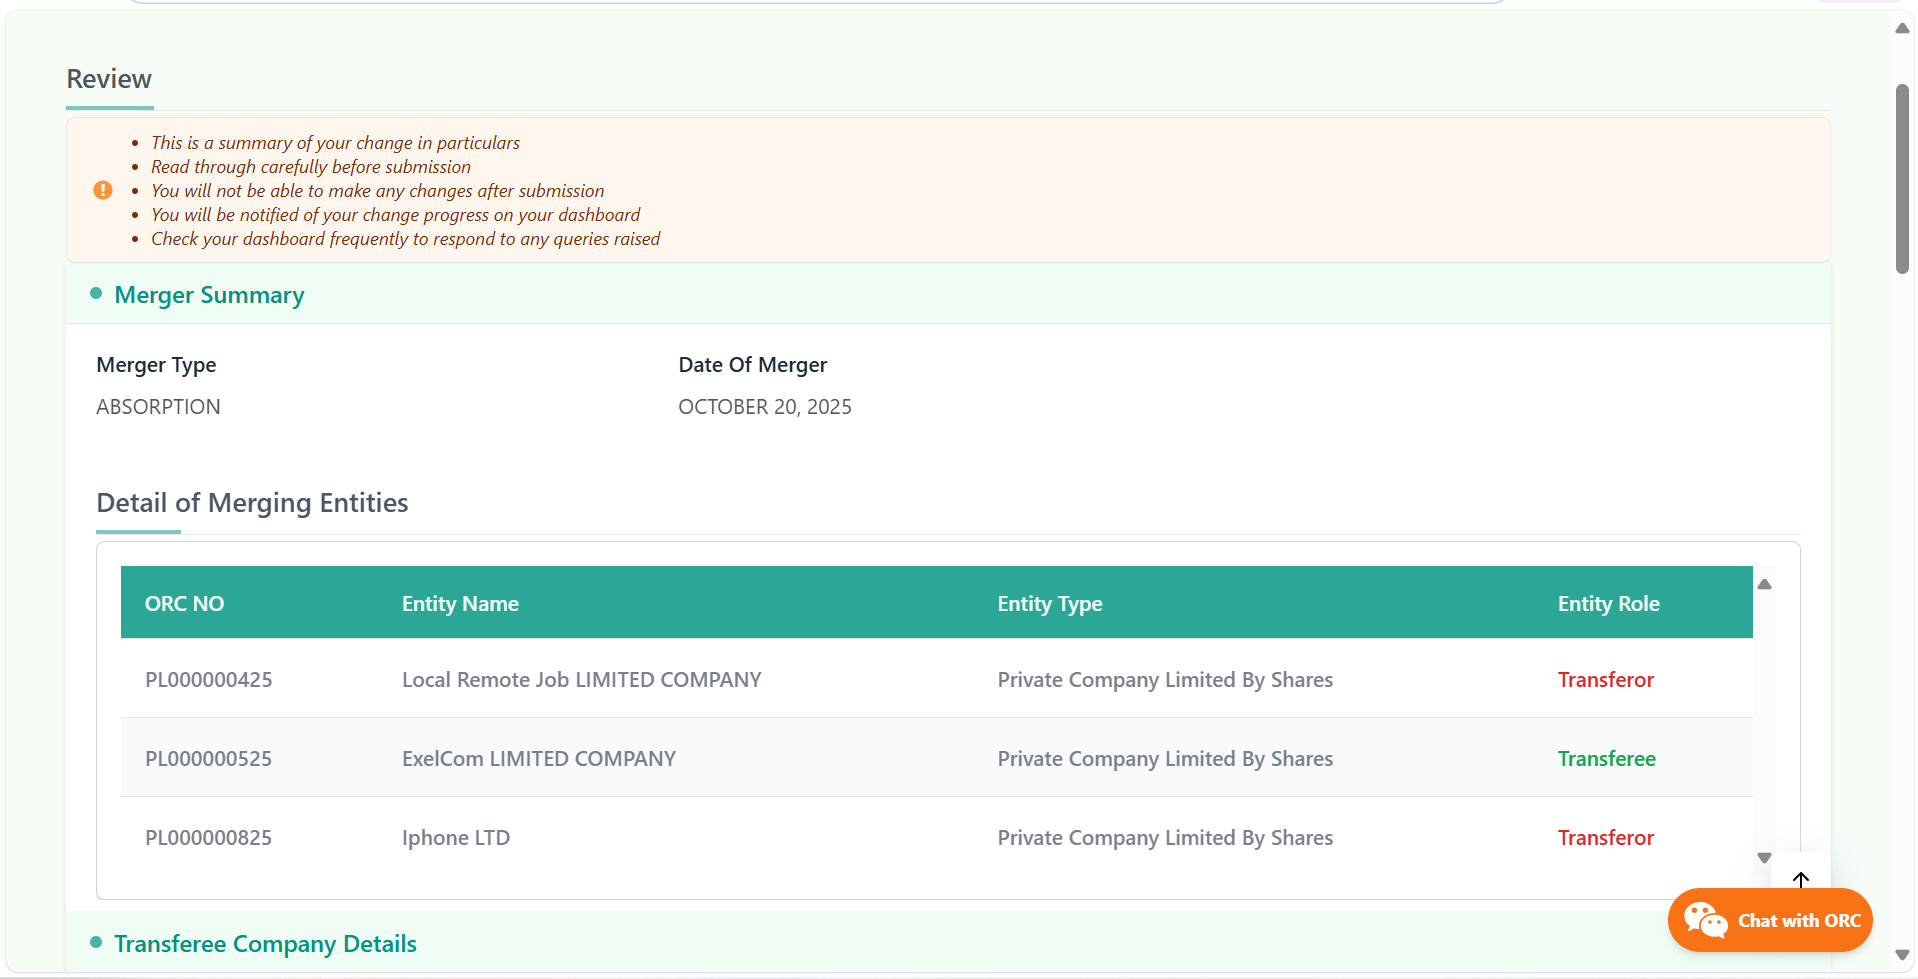 Review
This is a summary of your change in particulars
Read through carefully before submission
You will not be able to make any changes after submission
You will be notified of your change progress on your dashboard
Check your dashboard frequently to respond to any queries raised
Merger Summary
Merger Type
Date Of Merger
ABSORPTION
OCTOBER 20, 2025
Detail of Merging Entities
ORC NO Entity Name Entity Type Entity Role
PL000000425 Local Remote Job LIMITED COMPANY Private Company Limited By Shares Transferor
PL000000525 ExelCom LIMITED COMPANY Private Company Limited By Shares Transferee
PL000000825 Iphone LTD Private Company Limited By Shares Transferor
Chat with ORC
Transferee Company Details